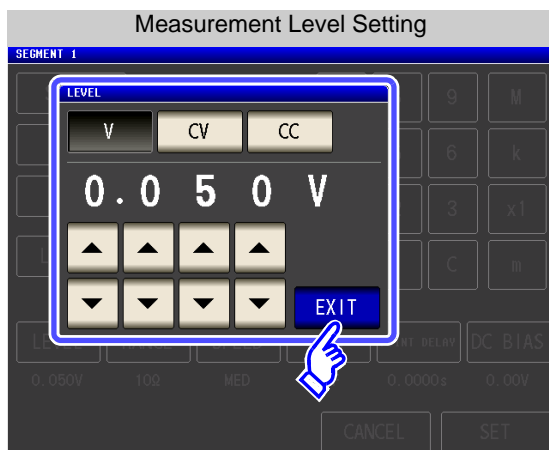 Measurement Level Setting
SEGMENT 1
LEVEL
V CV CC
0.050 V
EXIT
9 M
6 k
3 x1
C m
DELAY DC BIAS
0.050V 10Ω MED 0.0000s 0.00V
CANCEL SET